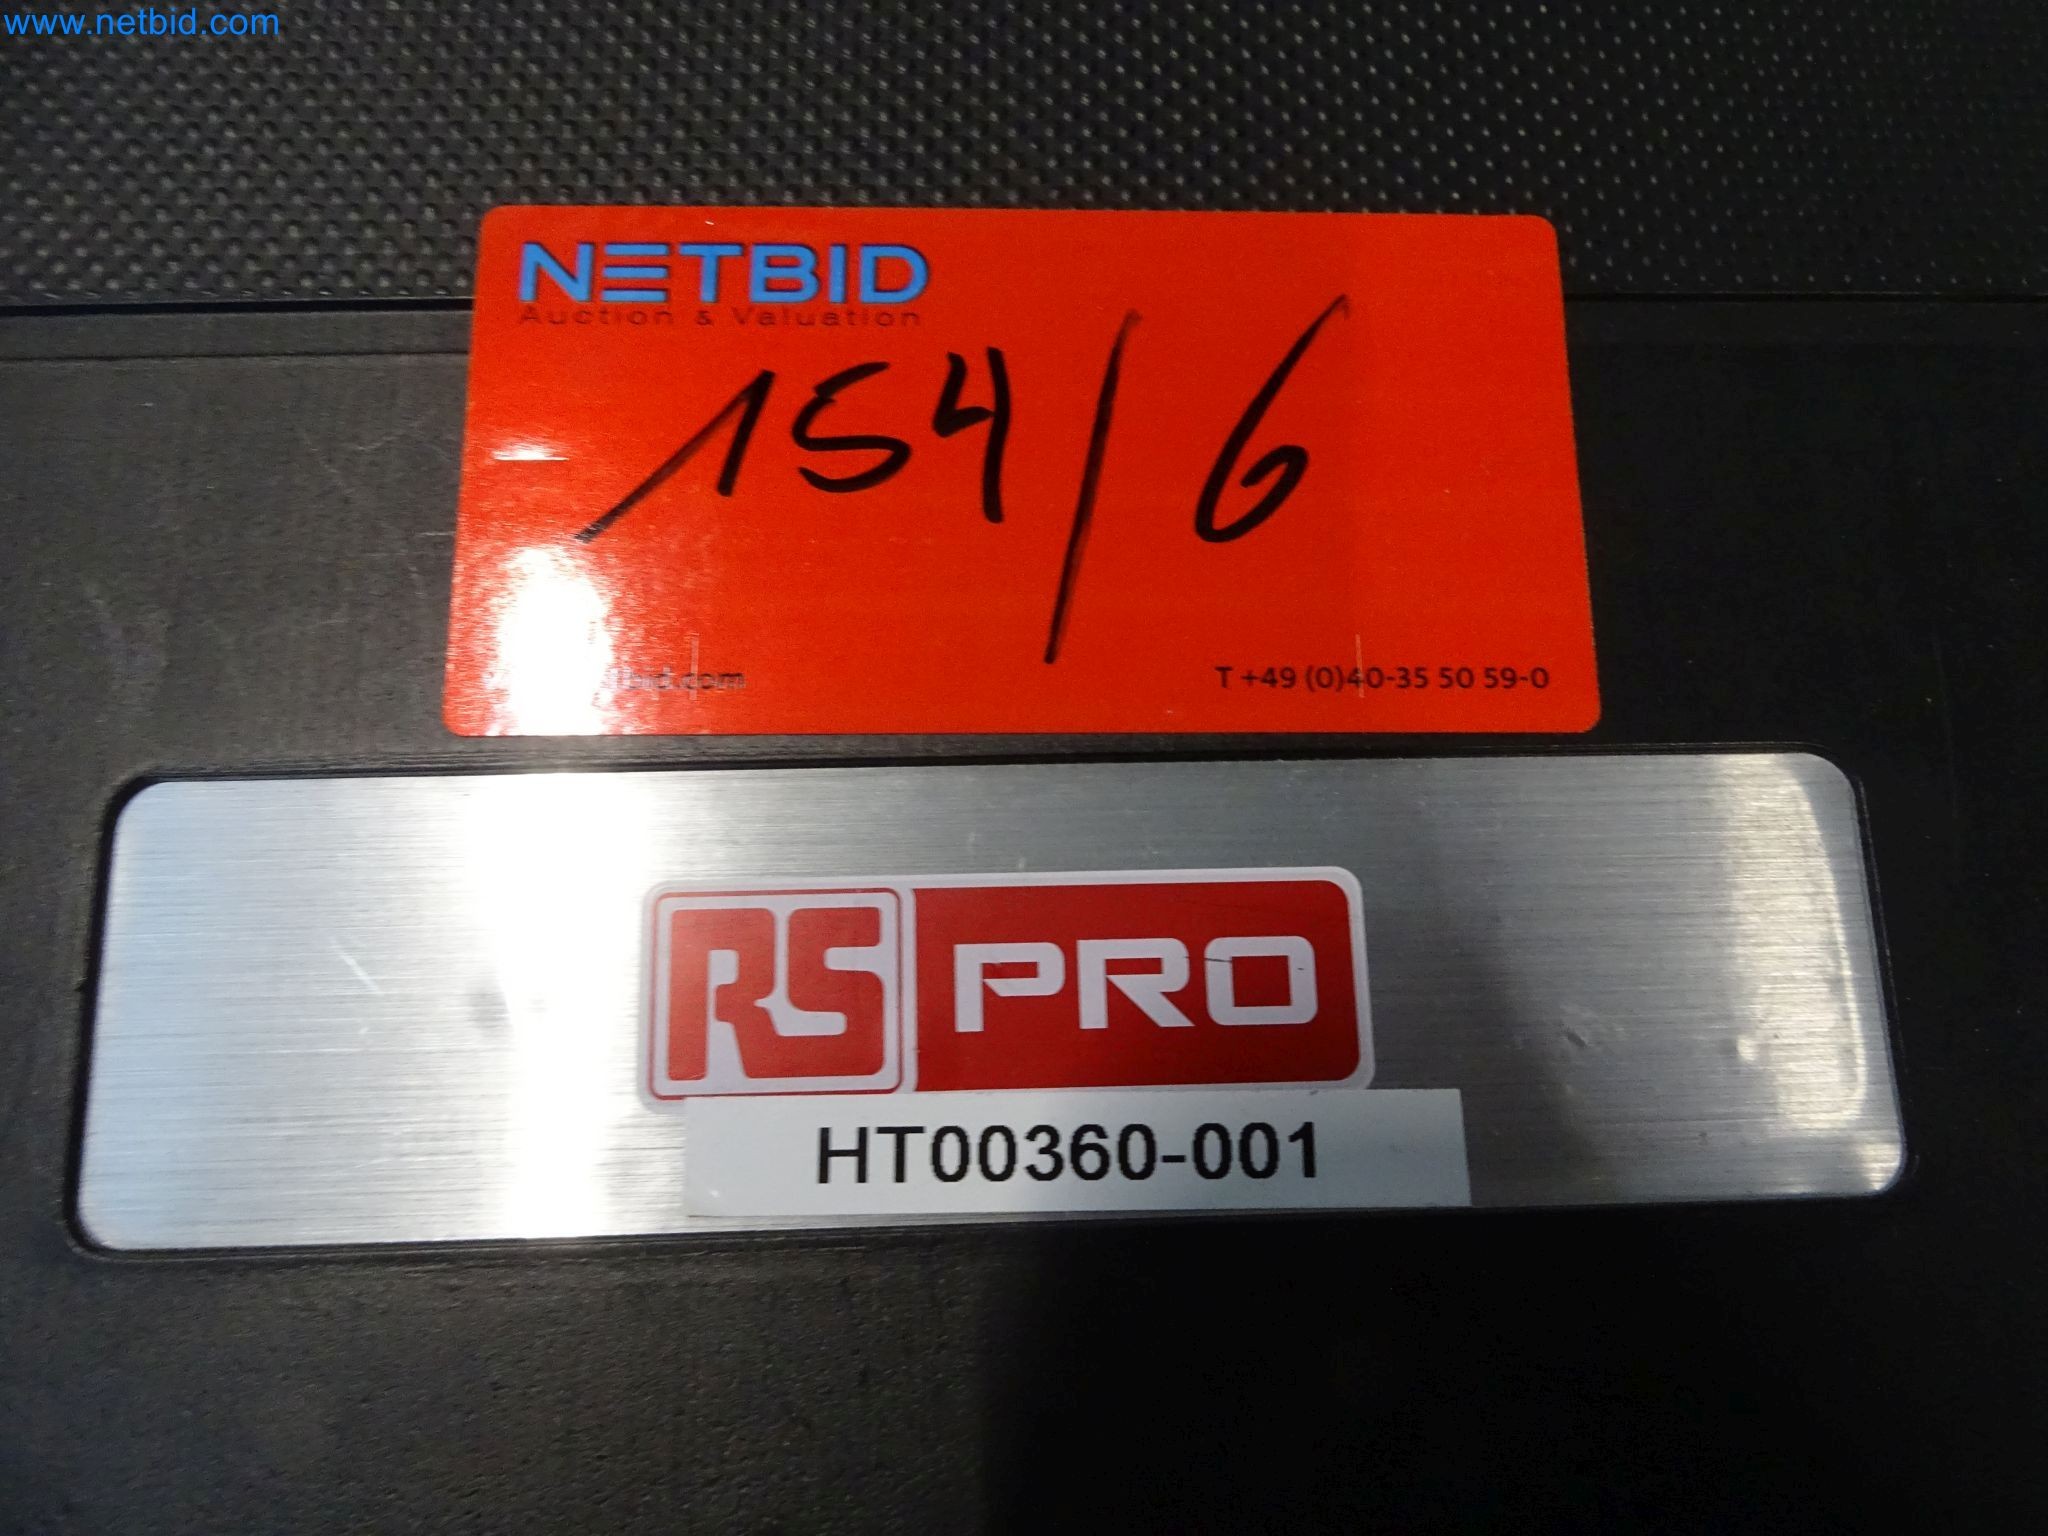 www.netbid.com
NETBID
Auction & Valuation
154/6
T +49 (0)40-35 50 59-0
RS PRO
HT00360-001